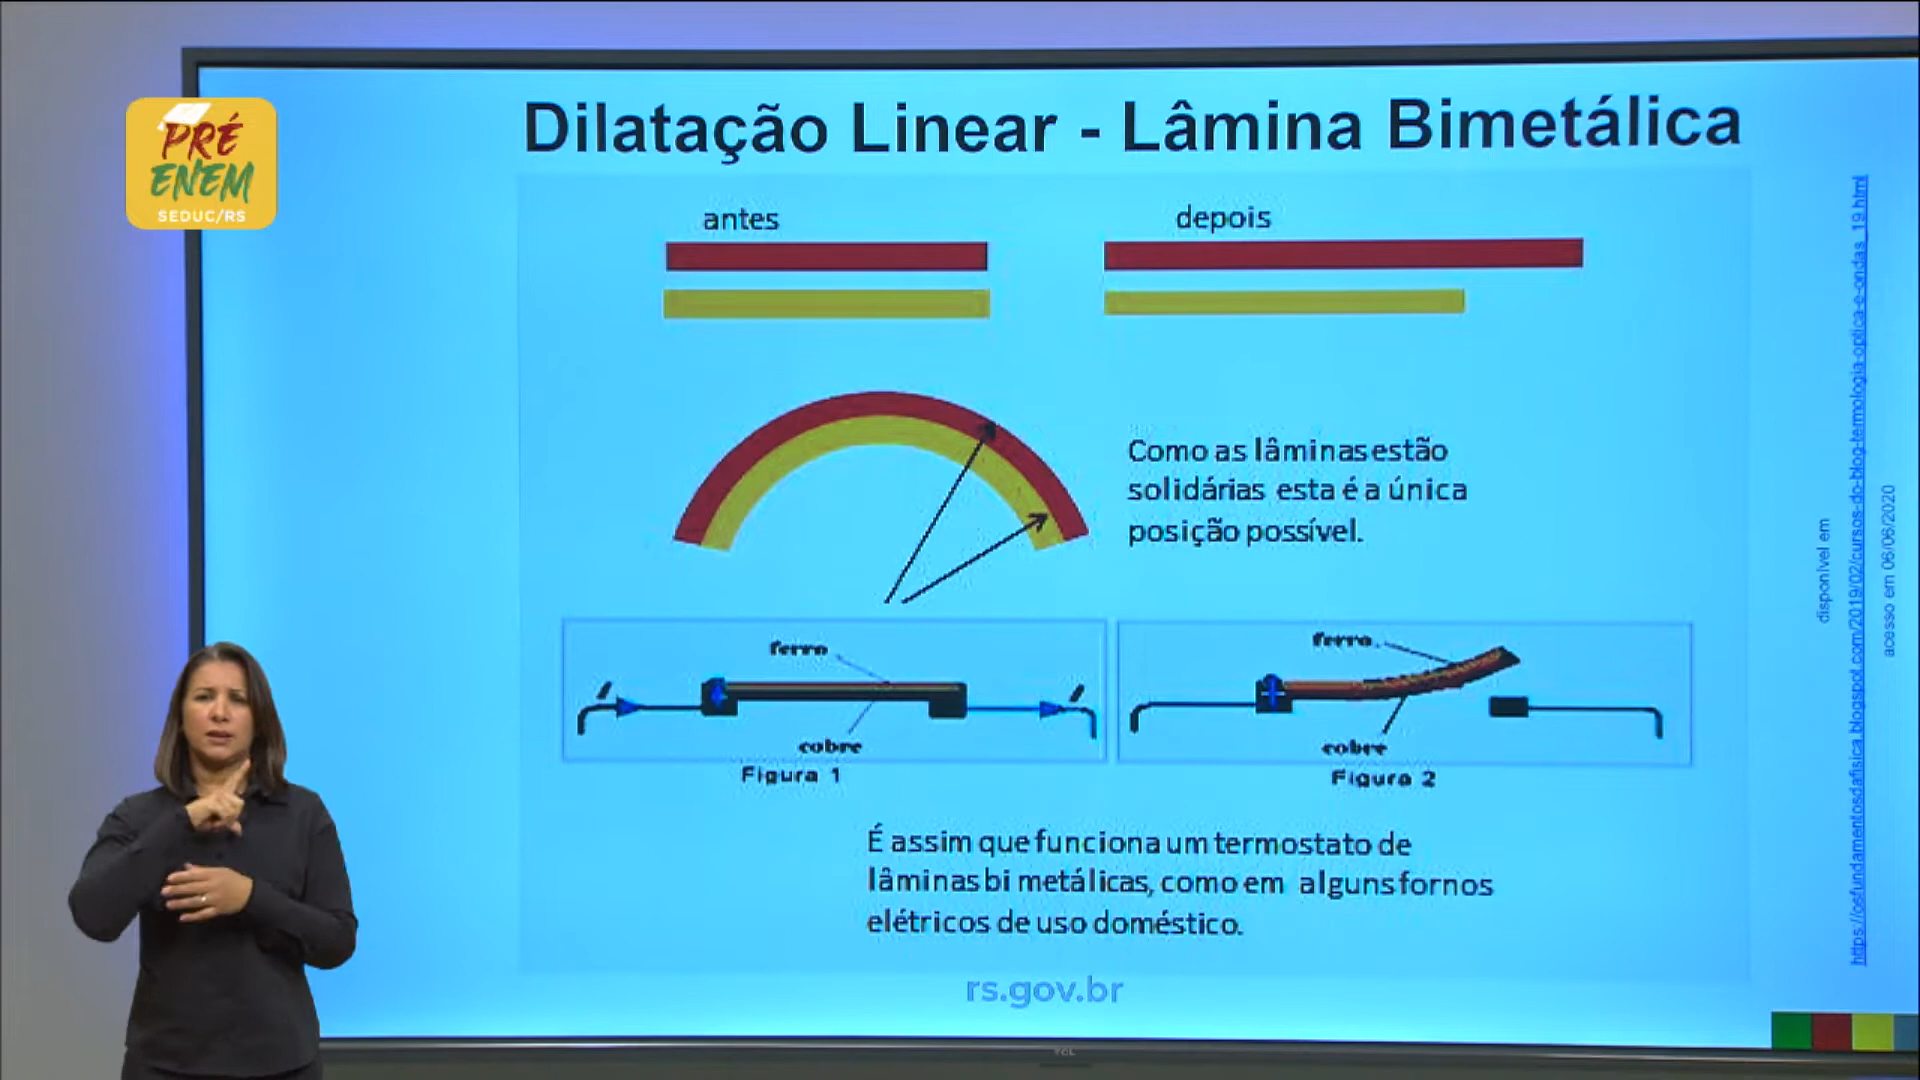 PRÉ
ENEM
SEDUC/RS
Dilatação Linear - Lâmina Bimetálica
antes
depois
Como as lâminas estão
solidárias esta é a única
posição possível.
ferro
cobre
Figura 1
ferro
cobre
Figura 2
É assim que funciona um termostato de
lâminas bi metálicas, como em alguns fornos
elétricos de uso doméstico.
rs.gov.br
disponível em
https://osfundamentosdafisica.blogspot.com/2019/02/cursos-do-blog-termologia-optica-e-ondas_19.html
acesso em 06/06/2020
TCL